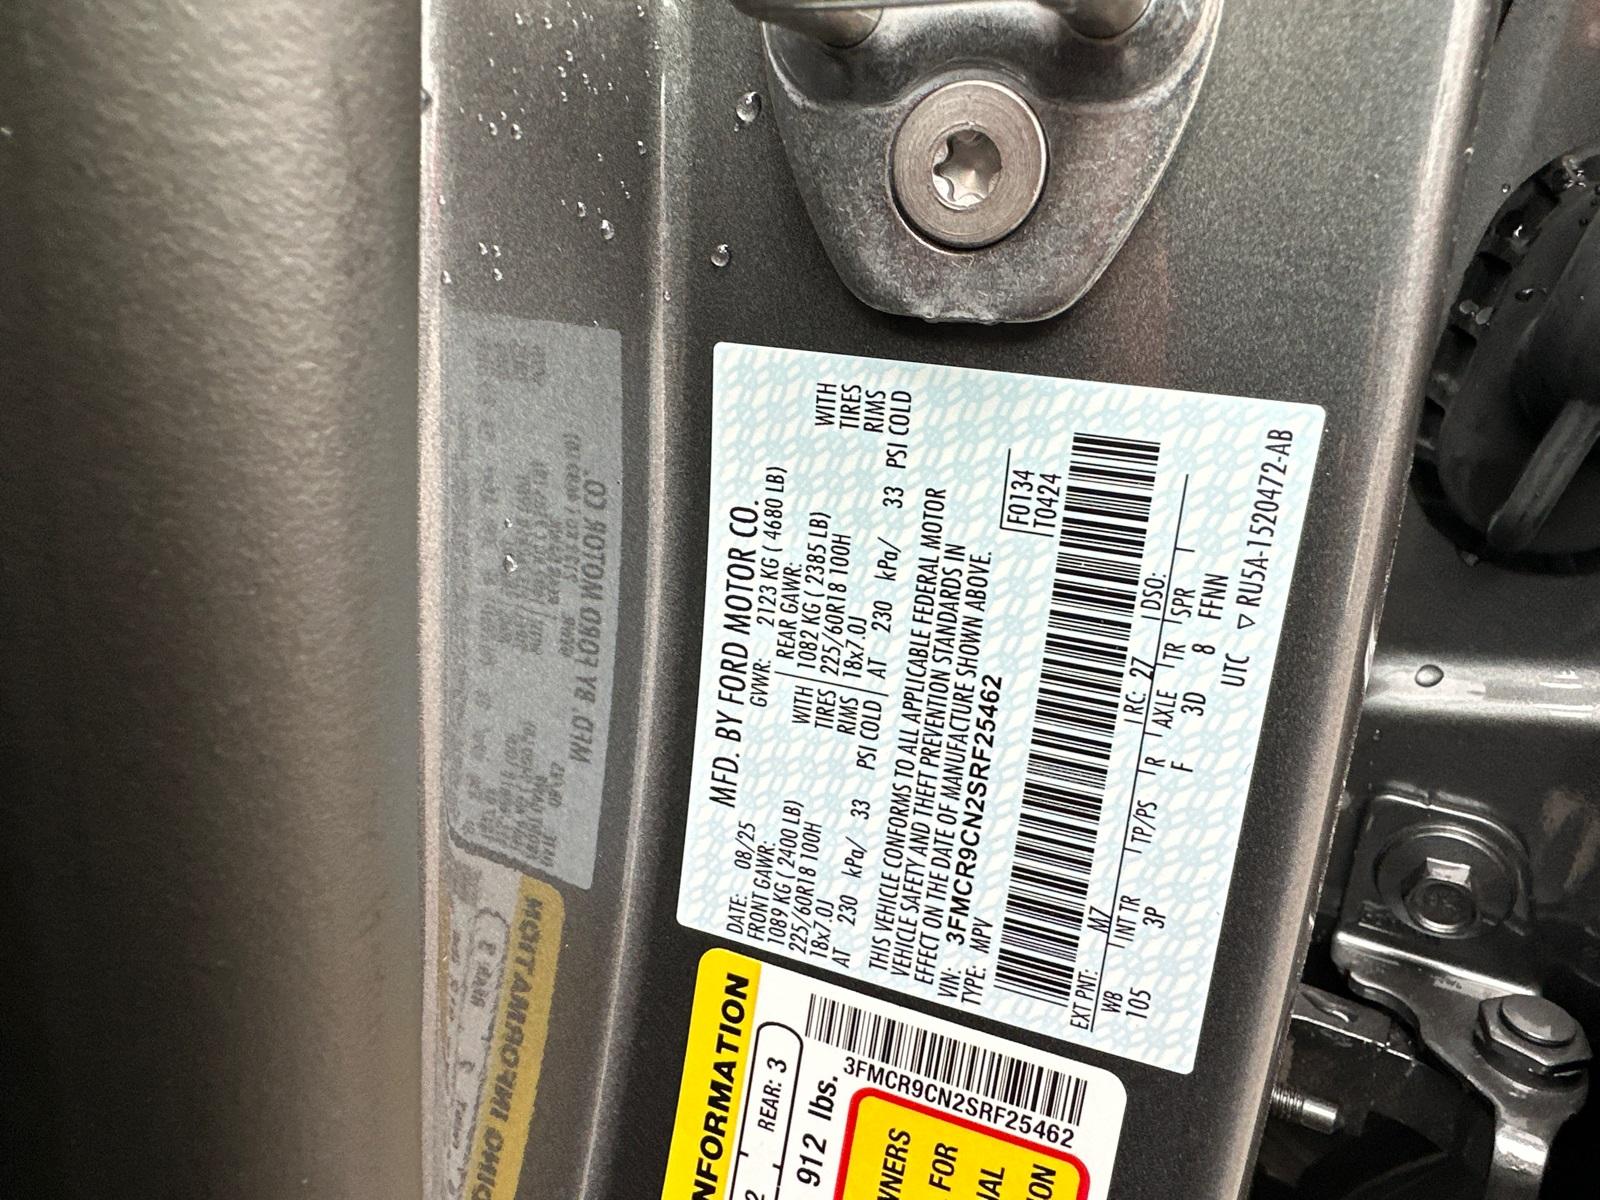 MFD. BY FORD MOTOR CO.
DATE: 08/25 GVWR: 2123 KG ( 4680 LB)
FRONT GAWR: REAR GAWR:
1089 KG ( 2400 LB) WITH 1082 KG ( 2385 LB) WITH
225/60R18 100H TIRES 225/60R18 100H TIRES
18x7.0J RIMS 18x7.0J RIMS
AT 230 kPa/ 33 PSI COLD AT 230 kPa/ 33 PSI COLD
THIS VEHICLE CONFORMS TO ALL APPLICABLE FEDERAL MOTOR
VEHICLE SAFETY AND THEFT PREVENTION STANDARDS IN
EFFECT ON THE DATE OF MANUFACTURE SHOWN ABOVE.
VIN: 3FMCR9CN2SRF25462
TYPE: MPV
F0134
T0424
EXT PNT: MZ RC: 27 DSO:
WB INT TR TP/PS R AXLE TR SPR
105 3P F 3D 8 FFNN
UTC ▽ RU5A-1520472-AB
NFORMATION
REAR: 3
912 lbs.
3FMCR9CN2SRF25462
FOR